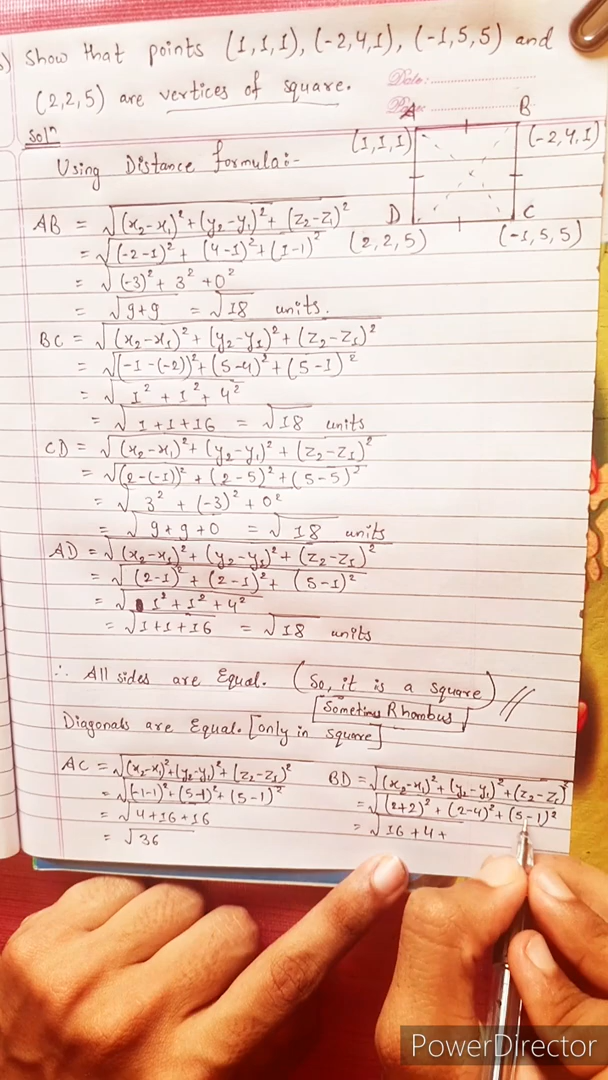 Show that points (1,1,1), (-2,4,1), (-1,5,5) and
Date:
(2,2,5) are vertices of square.
Solⁿ
Using Distance formula:-
A B
(1,1,1) (-2,4,1)
D C
(2,2,5) (-1,5,5)
AB = √(x₂-x₁)²+(y₂-y₁)²+(z₂-z₁)²
= √(-2-1)²+(4-1)²+(1-1)²
= √(-3)²+3²+0²
= √9+9 = √18 units.
BC = √(x₂-x₁)²+(y₂-y₁)²+(z₂-z₁)²
= √(-1-(-2))²+(5-4)²+(5-1)²
= √1²+1²+4²
= √1+1+16 = √18 units
CD = √(x₂-x₁)²+(y₂-y₁)²+(z₂-z₁)²
= √(2-(-1))²+(2-5)²+(5-5)²
= √3²+(-3)²+0²
= √9+9+0 = √18 units
AD = √(x₂-x₁)²+(y₂-y₁)²+(z₂-z₁)²
= √(2-1)²+(2-1)²+(5-1)²
= √1²+1²+4²
= √1+1+16 = √18 units
∴ All sides are Equal. (So, it is a square) //
Sometimes Rhombus
Diagonals are Equal. [only in square]
AC = √(x₂-x₁)²+(y₂-y₁)²+(z₂-z₁)²
= √(-1-1)²+(5-1)²+(5-1)²
= √4+16+16
= √36
BD = √(x₂-x₁)²+(y₂-y₁)²+(z₂-z₁)²
= √(2+2)²+(2-4)²+(5-1)²
= √16+4+
PowerDirector